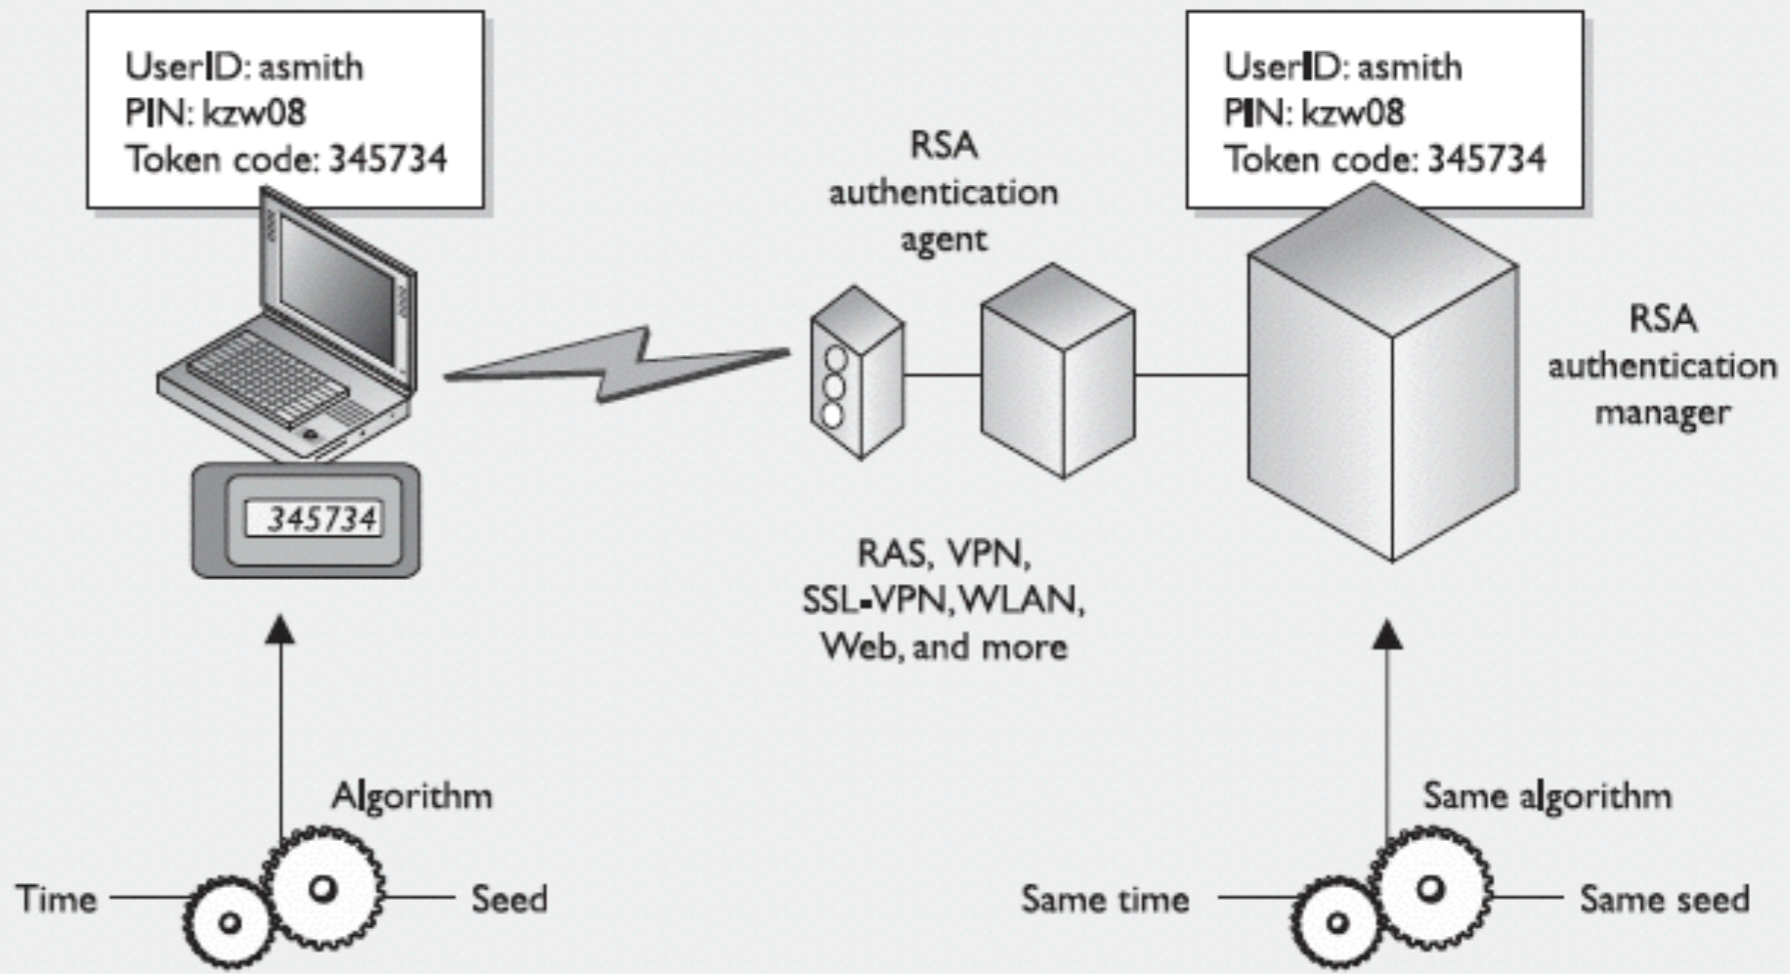 UserID: asmith
PIN: kzw08
Token code: 345734
UserID: asmith
PIN: kzw08
Token code: 345734
RSA
authentication
agent
RSA
authentication
manager
345734
RAS, VPN,
SSL-VPN, WLAN,
Web, and more
Algorithm
Time
Seed
Same algorithm
Same time
Same seed